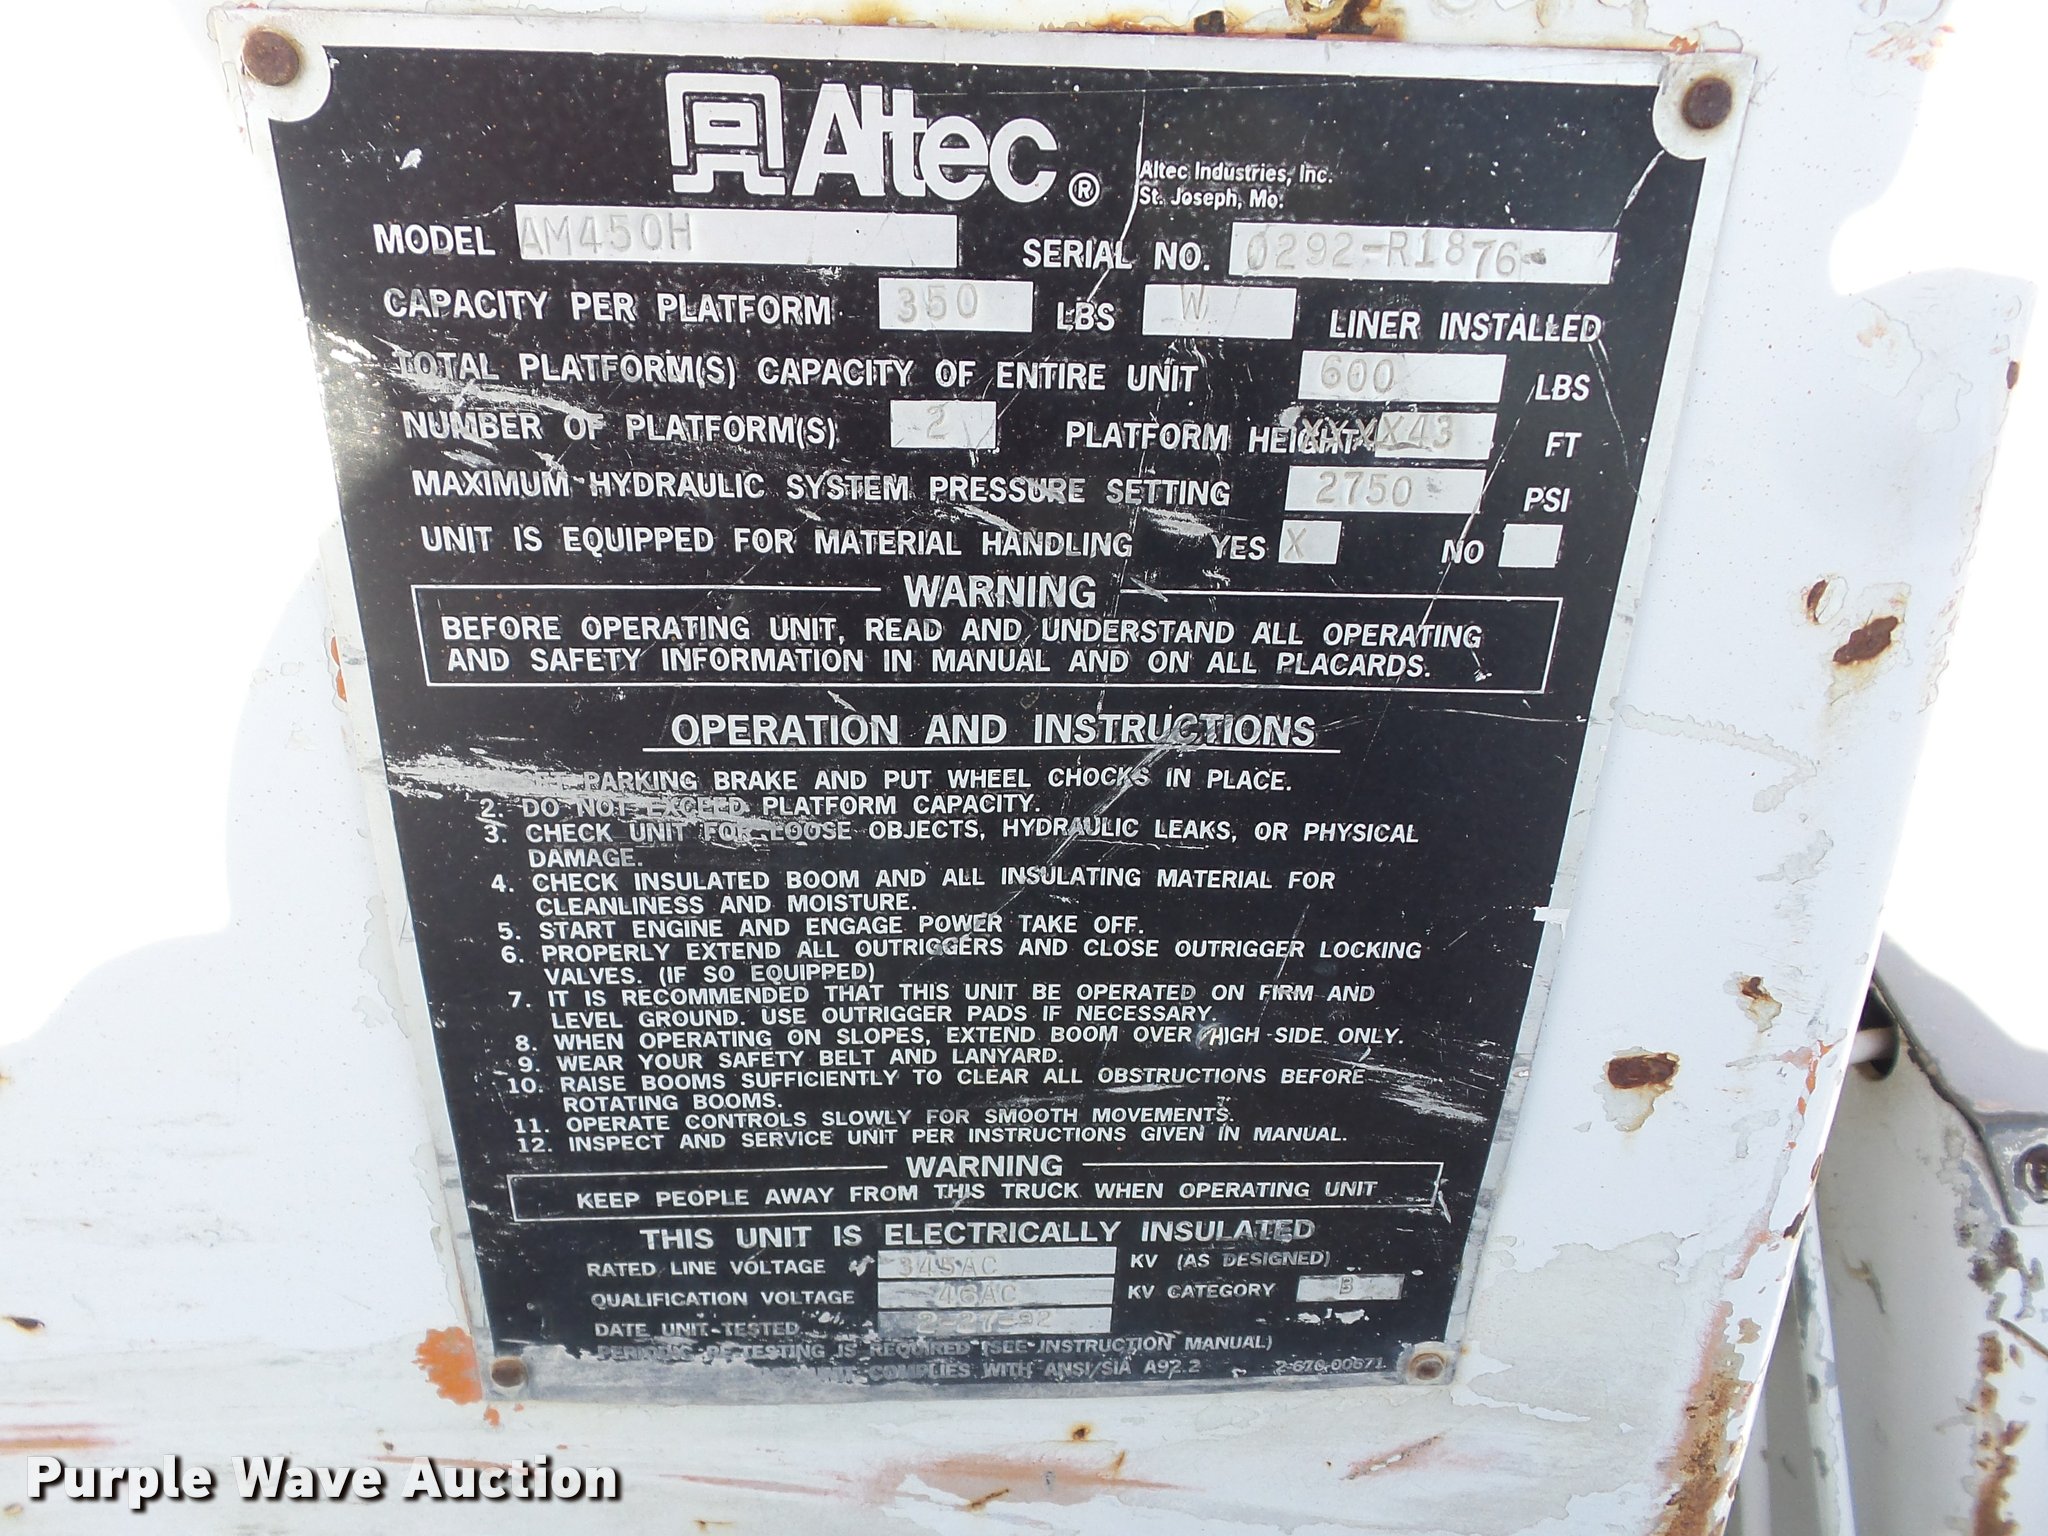 Altec ®
Altec Industries, Inc.
St. Joseph, Mo.
MODEL AM450H
SERIAL NO. 0292-R1876
CAPACITY PER PLATFORM 350 LBS W LINER INSTALLED
TOTAL PLATFORM(S) CAPACITY OF ENTIRE UNIT 600 LBS
NUMBER OF PLATFORM(S) 2 PLATFORM HEIGHT XXXX43 FT
MAXIMUM HYDRAULIC SYSTEM PRESSURE SETTING 2750 PSI
UNIT IS EQUIPPED FOR MATERIAL HANDLING YES X NO
WARNING
BEFORE OPERATING UNIT, READ AND UNDERSTAND ALL OPERATING
AND SAFETY INFORMATION IN MANUAL AND ON ALL PLACARDS.
OPERATION AND INSTRUCTIONS
PARKING BRAKE AND PUT WHEEL CHOCKS IN PLACE.
2. DO NOT EXCEED PLATFORM CAPACITY.
3. CHECK UNIT FOR LOOSE OBJECTS, HYDRAULIC LEAKS, OR PHYSICAL
DAMAGE.
4. CHECK INSULATED BOOM AND ALL INSULATING MATERIAL FOR
CLEANLINESS AND MOISTURE.
5. START ENGINE AND ENGAGE POWER TAKE OFF.
6. PROPERLY EXTEND ALL OUTRIGGERS AND CLOSE OUTRIGGER LOCKING
VALVES. (IF SO EQUIPPED)
7. IT IS RECOMMENDED THAT THIS UNIT BE OPERATED ON FIRM AND
LEVEL GROUND. USE OUTRIGGER PADS IF NECESSARY.
8. WHEN OPERATING ON SLOPES, EXTEND BOOM OVER HIGH SIDE ONLY.
9. WEAR YOUR SAFETY BELT AND LANYARD.
10. RAISE BOOMS SUFFICIENTLY TO CLEAR ALL OBSTRUCTIONS BEFORE
ROTATING BOOMS.
11. OPERATE CONTROLS SLOWLY FOR SMOOTH MOVEMENTS.
12. INSPECT AND SERVICE UNIT PER INSTRUCTIONS GIVEN IN MANUAL.
WARNING
KEEP PEOPLE AWAY FROM THIS TRUCK WHEN OPERATING UNIT
THIS UNIT IS ELECTRICALLY INSULATED
RATED LINE VOLTAGE 345AC KV (AS DESIGNED)
QUALIFICATION VOLTAGE 46AC KV CATEGORY B
DATE UNIT TESTED 2-27-92
PERIODIC RE-TESTING IS REQUIRED (SEE INSTRUCTION MANUAL)
UNIT COMPLIES WITH ANSI/SIA A92.2 2-670-00671
Purple Wave Auction